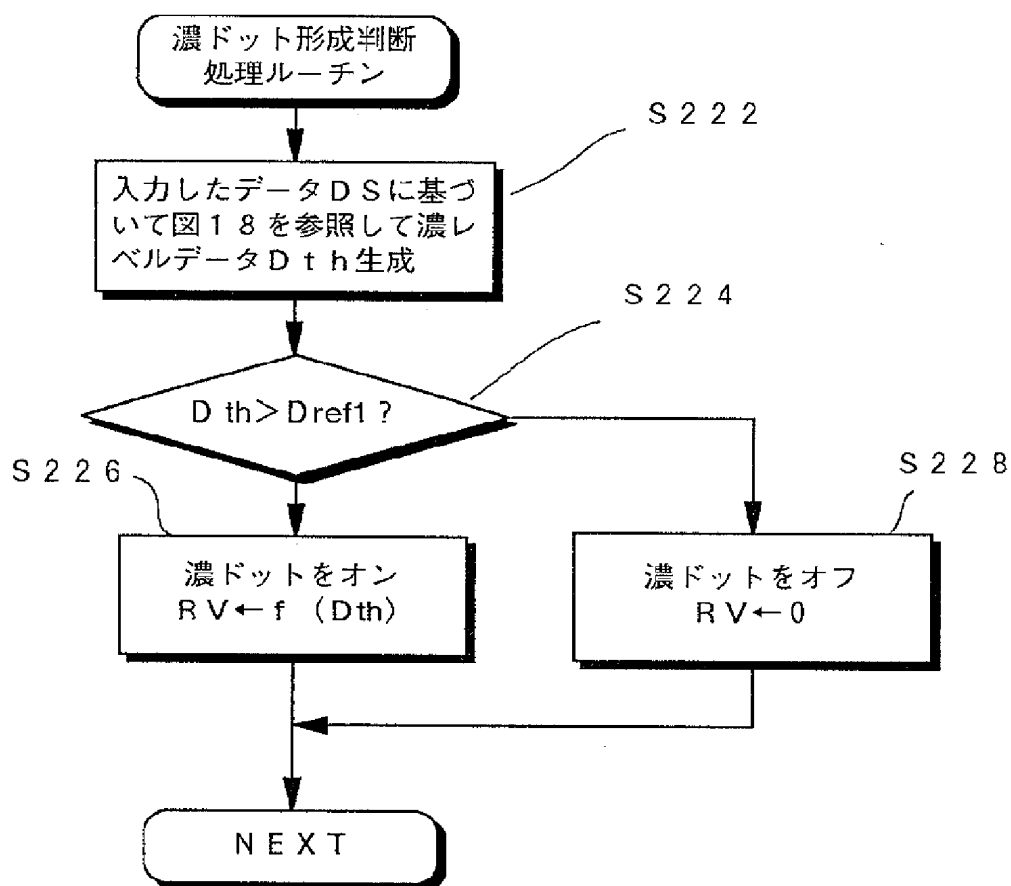 濃ドット形成判断
処理ルーチン
S222
入力したデータDSに基づ
いて図18を参照して濃レ
ベルデータDth生成
S224
Dth>Dref1?
S226
濃ドットをオン
RV←f (Dth)
S228
濃ドットをオフ
RV←0
NEXT